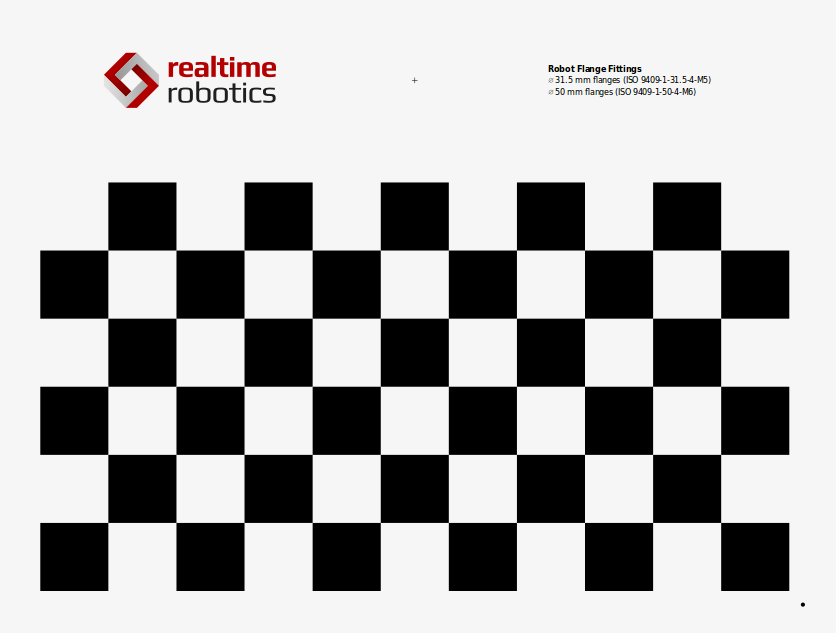 realtime
robotics
Robot Flange Fittings
⌀ 31.5 mm flanges (ISO 9409-1-31.5-4-M5)
⌀ 50 mm flanges (ISO 9409-1-50-4-M6)